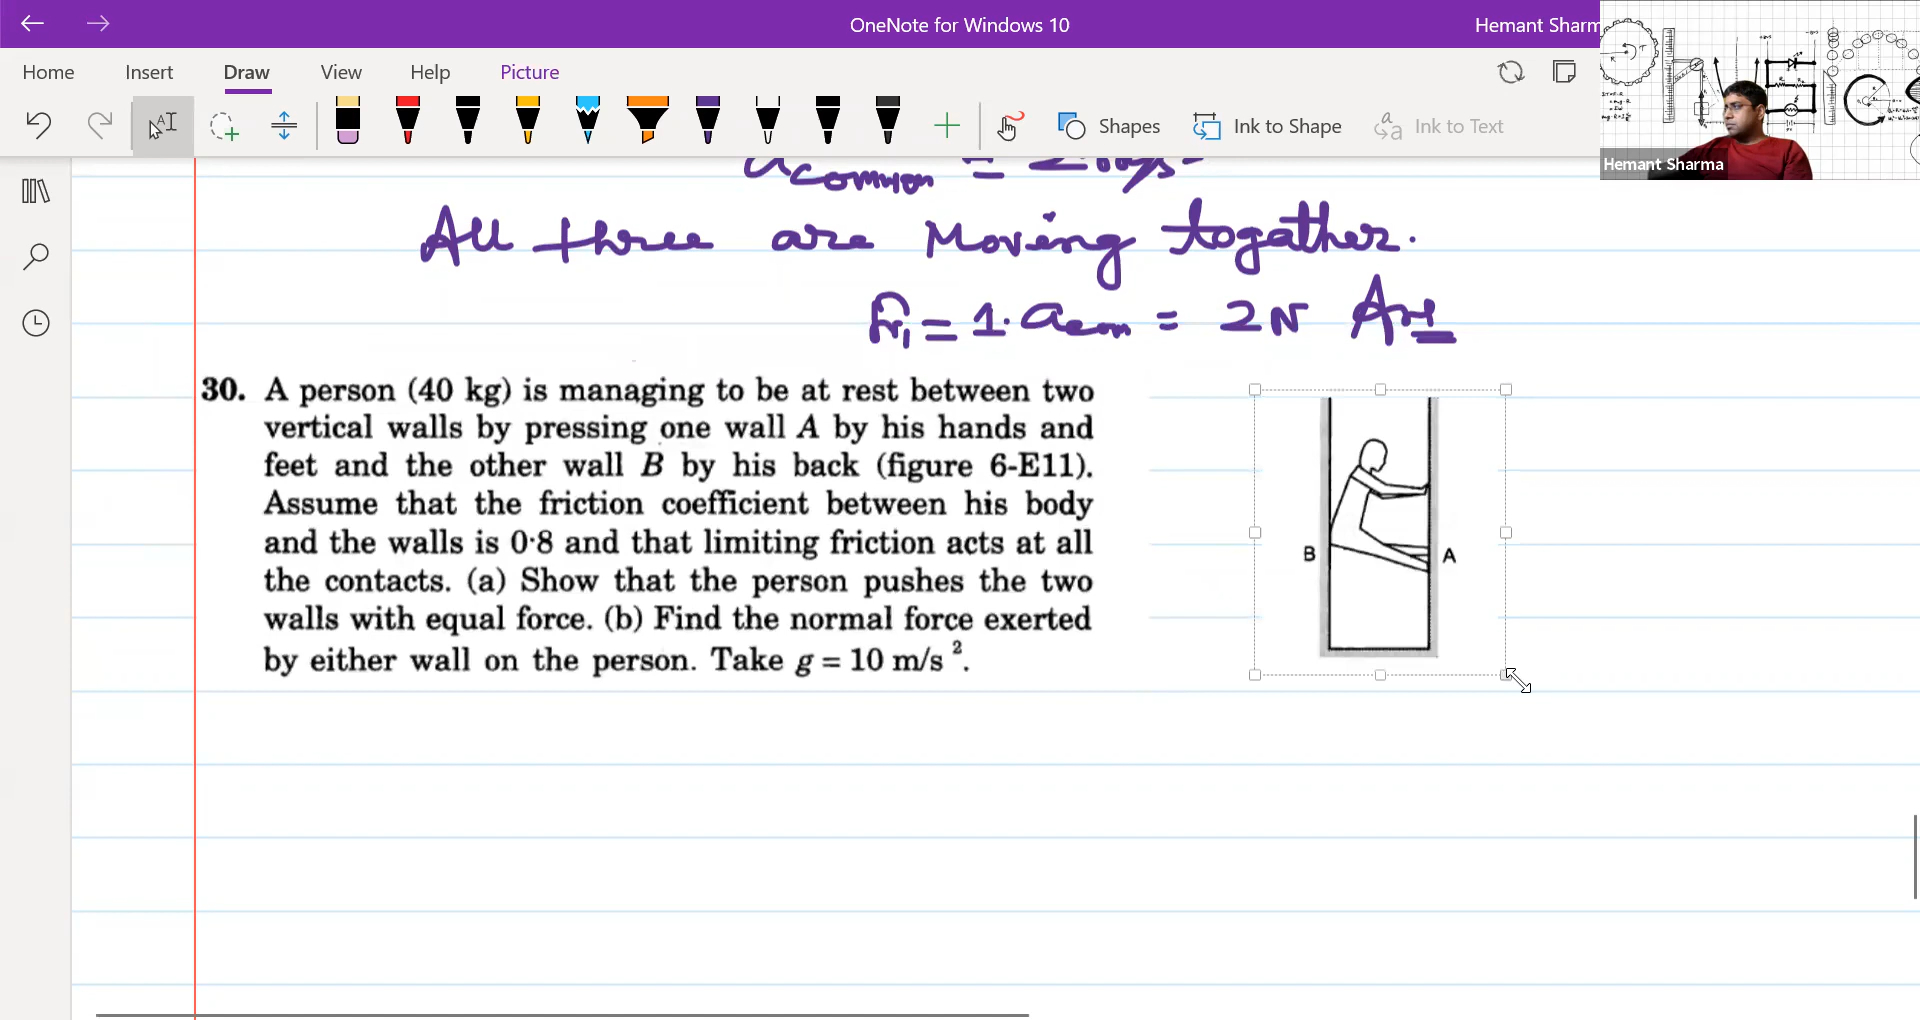 OneNote for Windows 10
Hemant Sharm
Home Insert Draw View Help Picture
Shapes Ink to Shape Ink to Text
Hemant Sharma
a common =
All three are Moving together.
Fr₁ = 1·a com = 2N Ans
30. A person (40 kg) is managing to be at rest between two
vertical walls by pressing one wall A by his hands and
feet and the other wall B by his back (figure 6-E11).
Assume that the friction coefficient between his body
and the walls is 0·8 and that limiting friction acts at all
the contacts. (a) Show that the person pushes the two
walls with equal force. (b) Find the normal force exerted
by either wall on the person. Take g = 10 m/s ².
B A